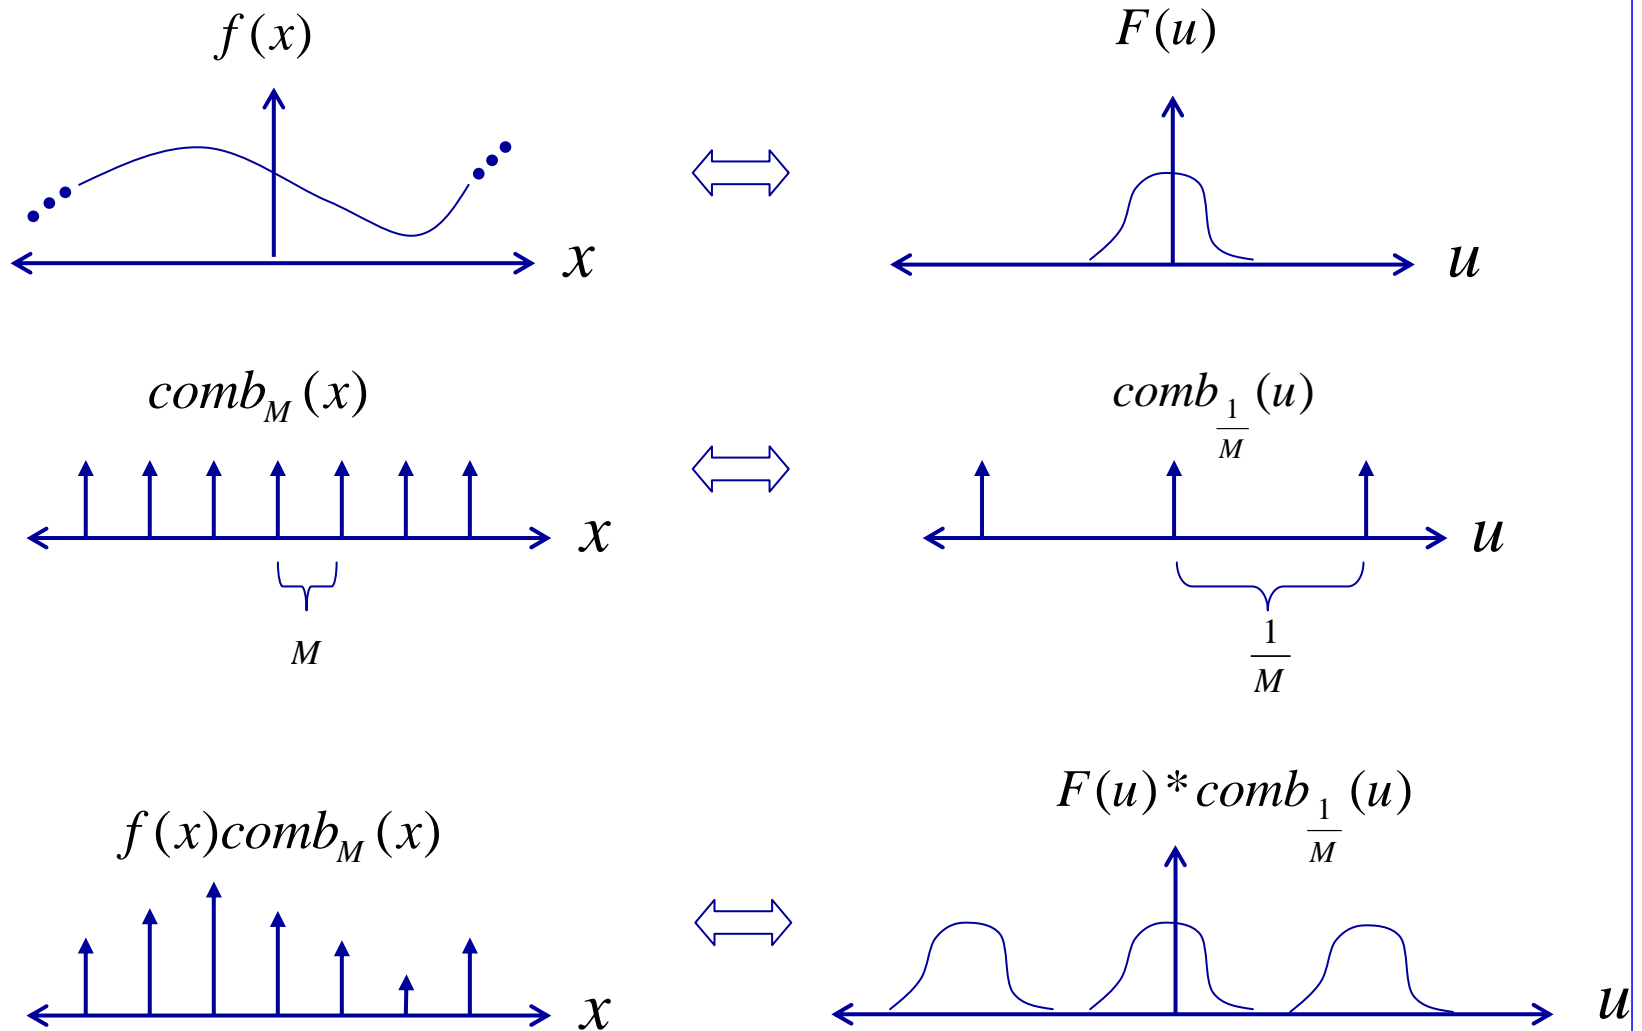 f(x)
F(u)
x
u
comb_M(x)
comb_{1/M}(u)
x
u
M
1/M
f(x)comb_M(x)
F(u)*comb_{1/M}(u)
x
u